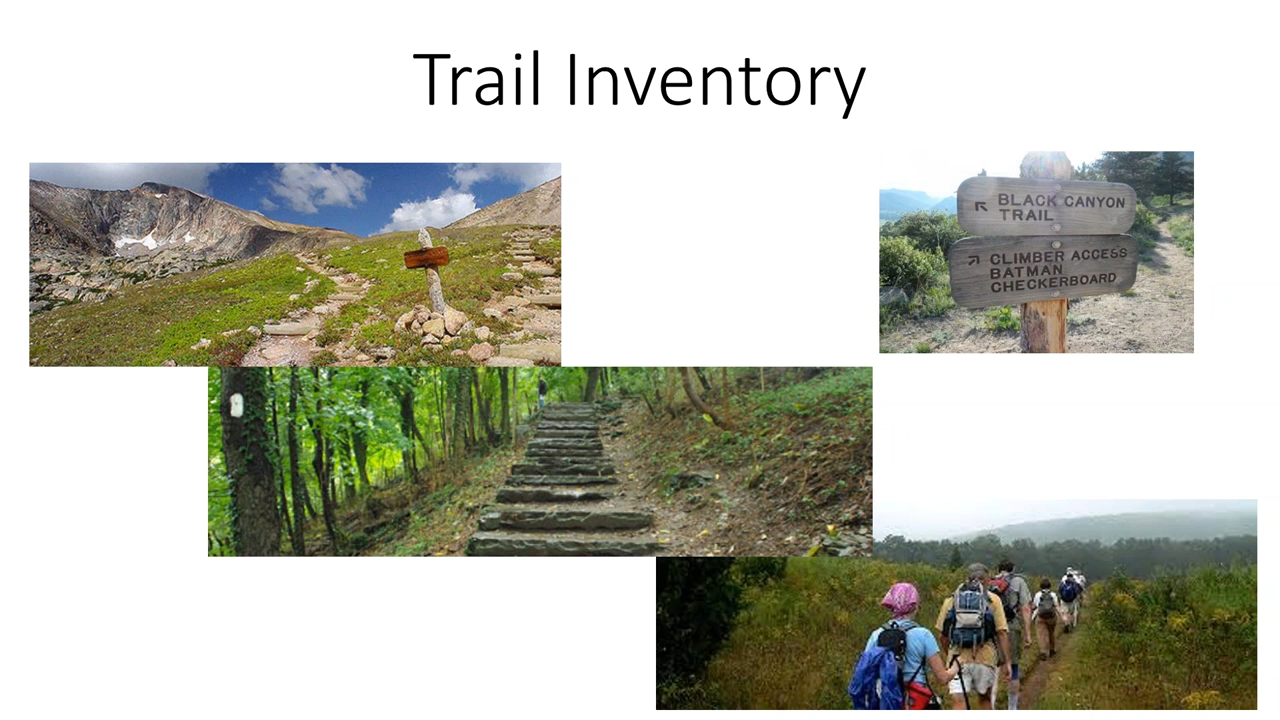 Trail Inventory
BLACK CANYON
TRAIL
CLIMBER ACCESS
BATMAN
CHECKERBOARD